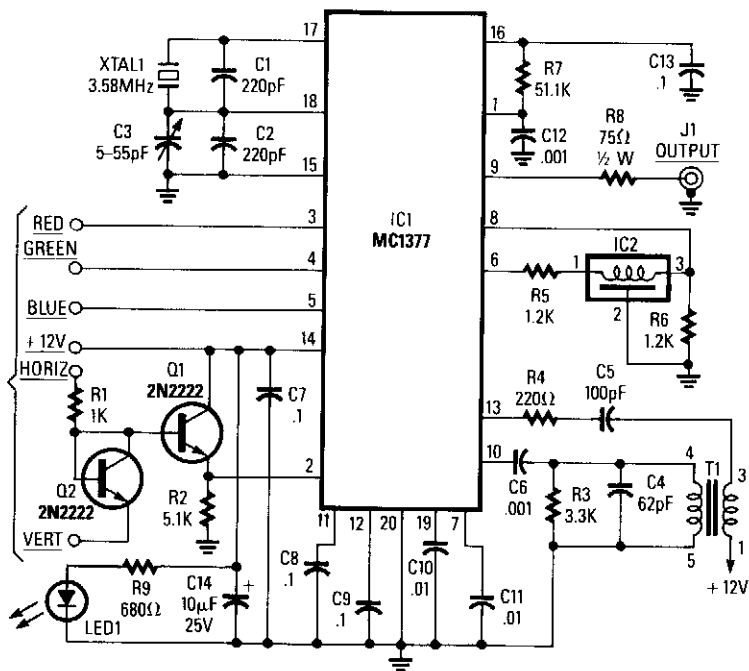 17
16
XTAL1
3.58MHz
C1
220pF
R7
51.1K
C13
.1
18
1
C3
5–55pF
C2
220pF
C12
.001
R8
75Ω
½ W
J1
OUTPUT
15
9
IC1
MC1377
RED
3
8
GREEN
4
IC2
6
R5
1.2K
1
3
2
R6
1.2K
BLUE
5
+ 12V
14
HORIZ
R1
1K
Q1
2N2222
C7
.1
13
R4
220Ω
C5
100pF
10
C6
.001
R3
3.3K
C4
62pF
4
T1
3
5
1
+ 12V
Q2
2N2222
R2
5.1K
2
VERT
11
12
20
19
7
C8
.1
C9
.1
C10
.01
C11
.01
R9
680Ω
C14
10μF
25V
+
LED1